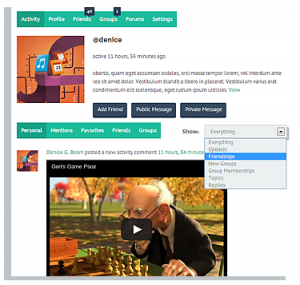 Activity Profile Friends Groups Forums Settings
@denice
active 11 hours, 55 minutes ago
obortis, quam eget accumsan sodales, orci massa tempor lorem, vel interdum ante
leo sit amet dolor. Vestibulum blandit a libero in placerat. Vestibulum varius erat
condimentum elit scelerisque, eget rutrum ipsum ultricies. View
Add Friend Public Message Private Message
Personal Mentions Favorites Friends Groups Show: Everything
Everything
Updates
Friendships
New Groups
Group Memberships
Topics
Replies
Denice G. Beam posted a new activity comment 11 hours, 54 minutes
Geri's Game Pixar